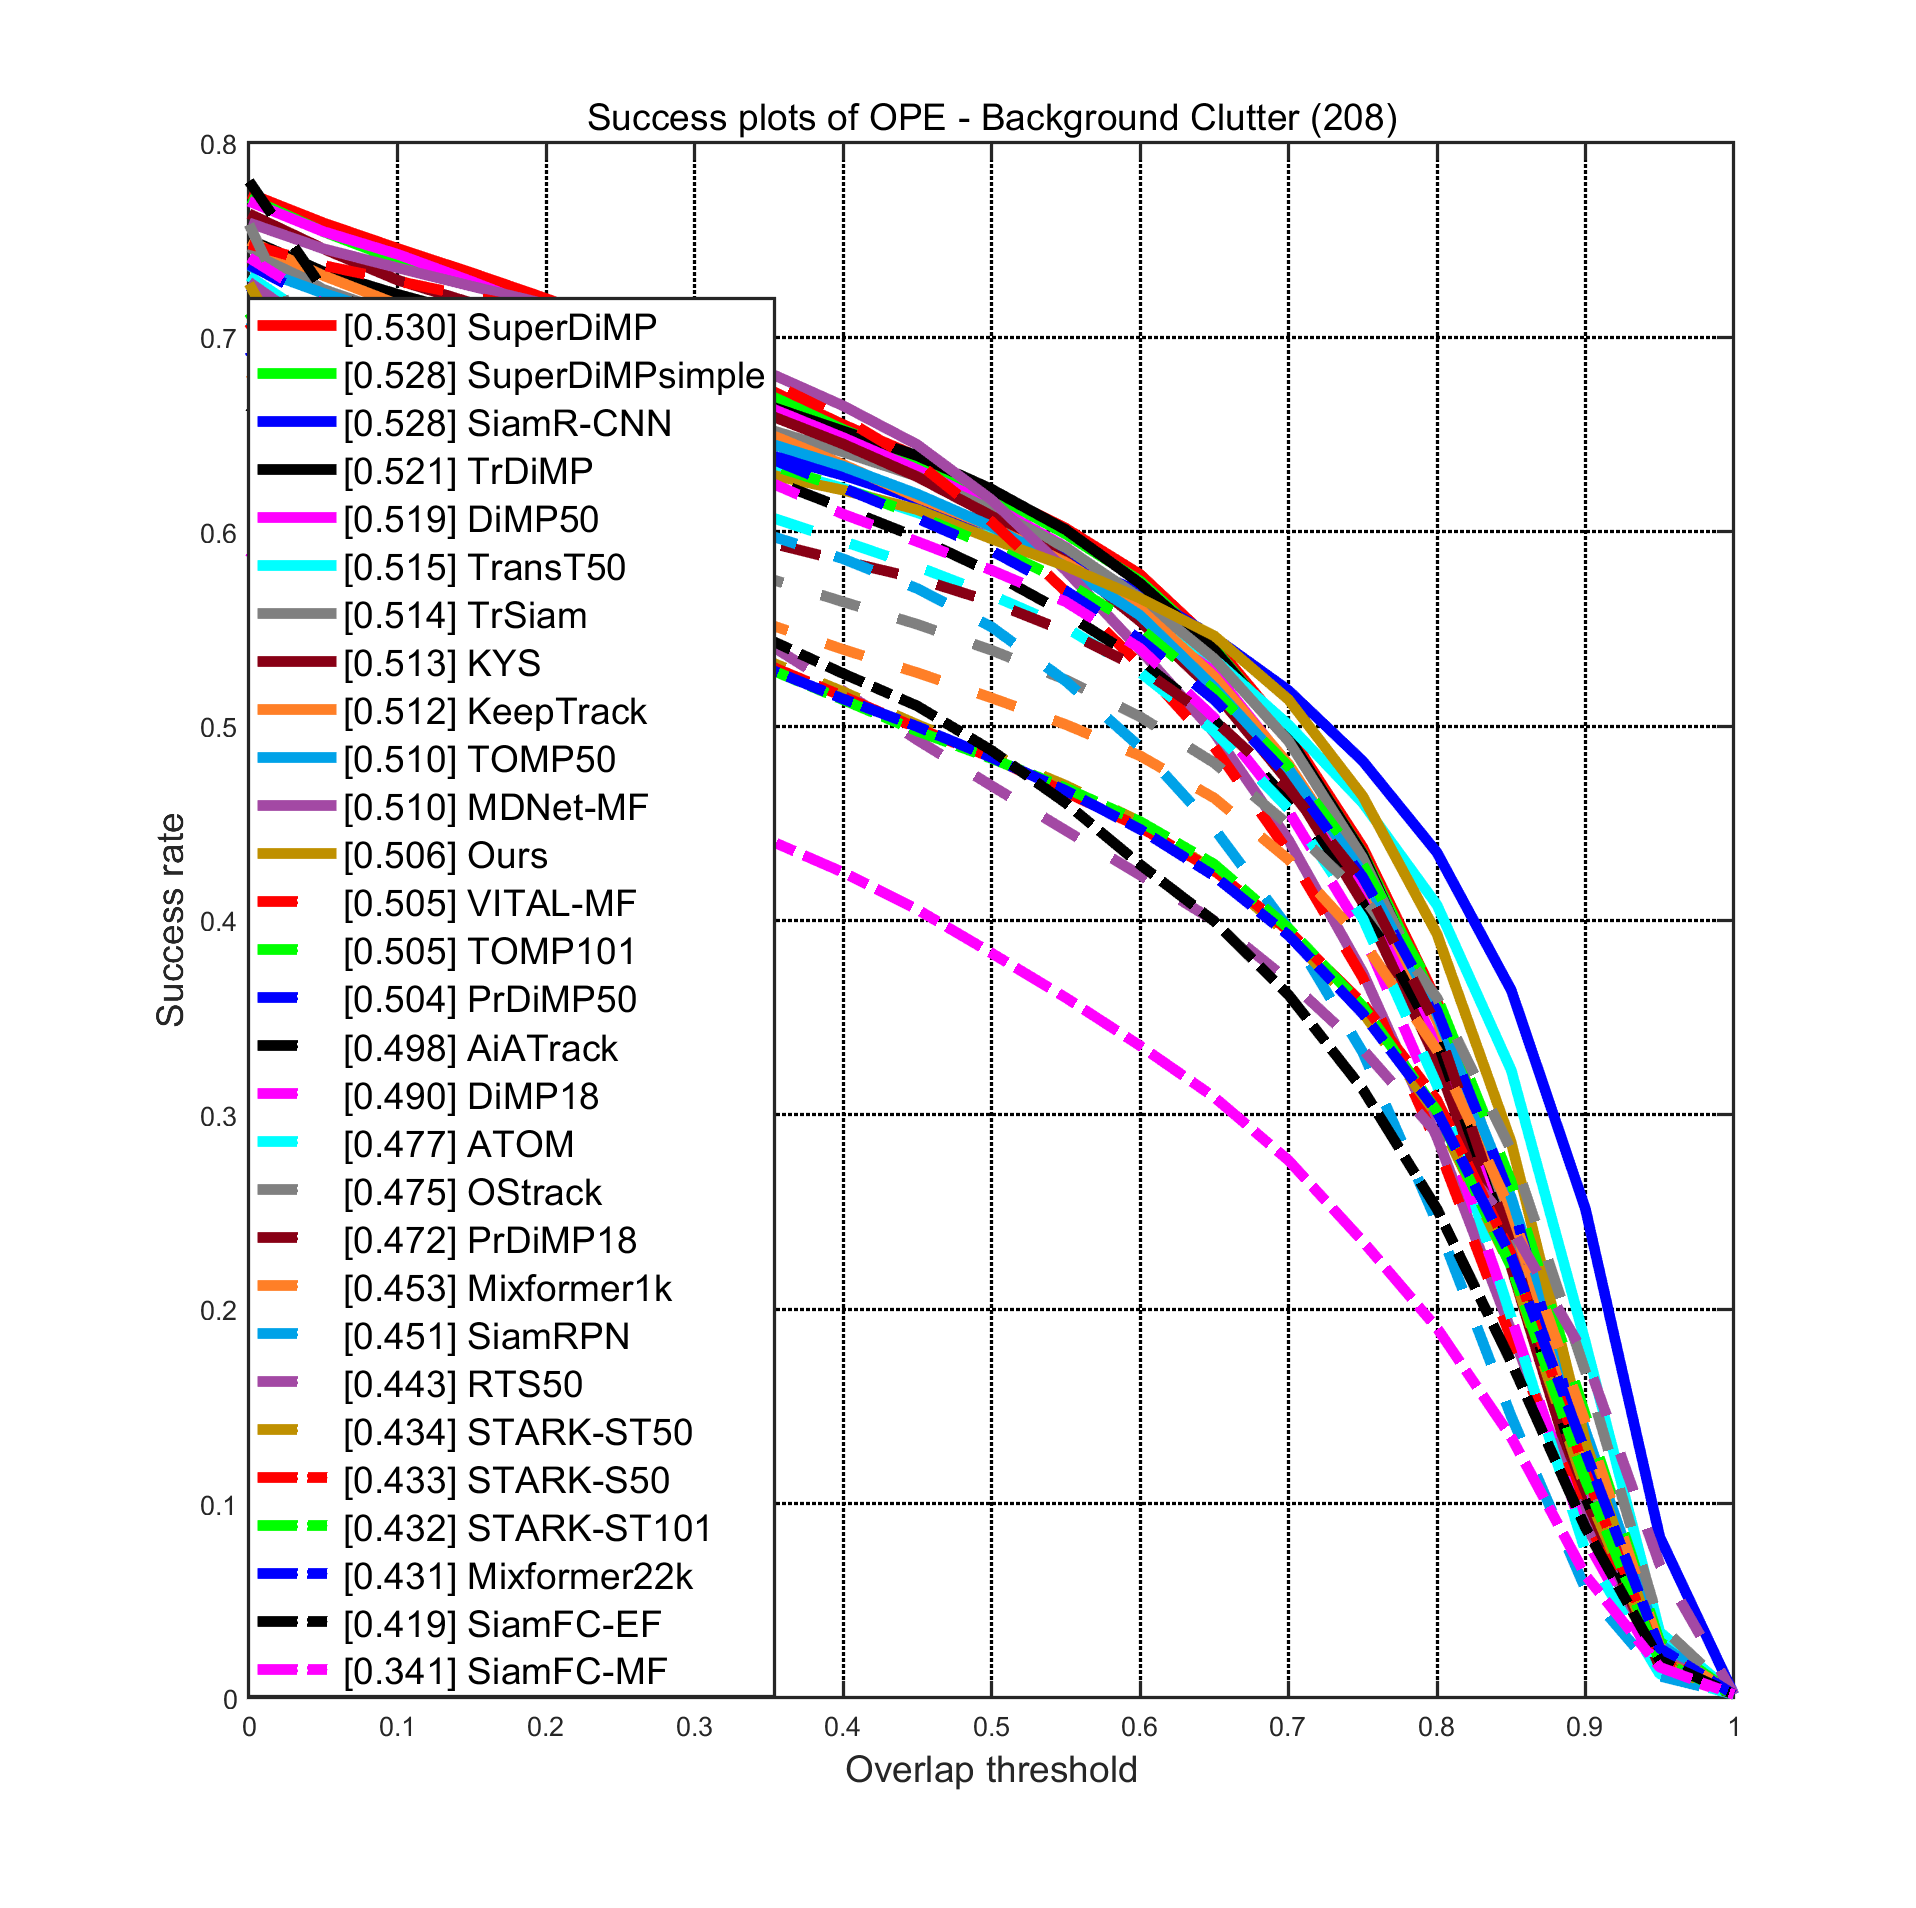 Success plots of OPE - Background Clutter (208)
0.8
0.7
0.6
0.5
0.4
0.3
0.2
0.1
0
Success rate
[0.530] SuperDiMP
[0.528] SuperDiMPsimple
[0.528] SiamR-CNN
[0.521] TrDiMP
[0.519] DiMP50
[0.515] TransT50
[0.514] TrSiam
[0.513] KYS
[0.512] KeepTrack
[0.510] TOMP50
[0.510] MDNet-MF
[0.506] Ours
[0.505] VITAL-MF
[0.505] TOMP101
[0.504] PrDiMP50
[0.498] AiATrack
[0.490] DiMP18
[0.477] ATOM
[0.475] OStrack
[0.472] PrDiMP18
[0.453] Mixformer1k
[0.451] SiamRPN
[0.443] RTS50
[0.434] STARK-ST50
[0.433] STARK-S50
[0.432] STARK-ST101
[0.431] Mixformer22k
[0.419] SiamFC-EF
[0.341] SiamFC-MF
0 0.1 0.2 0.3 0.4 0.5 0.6 0.7 0.8 0.9 1
Overlap threshold